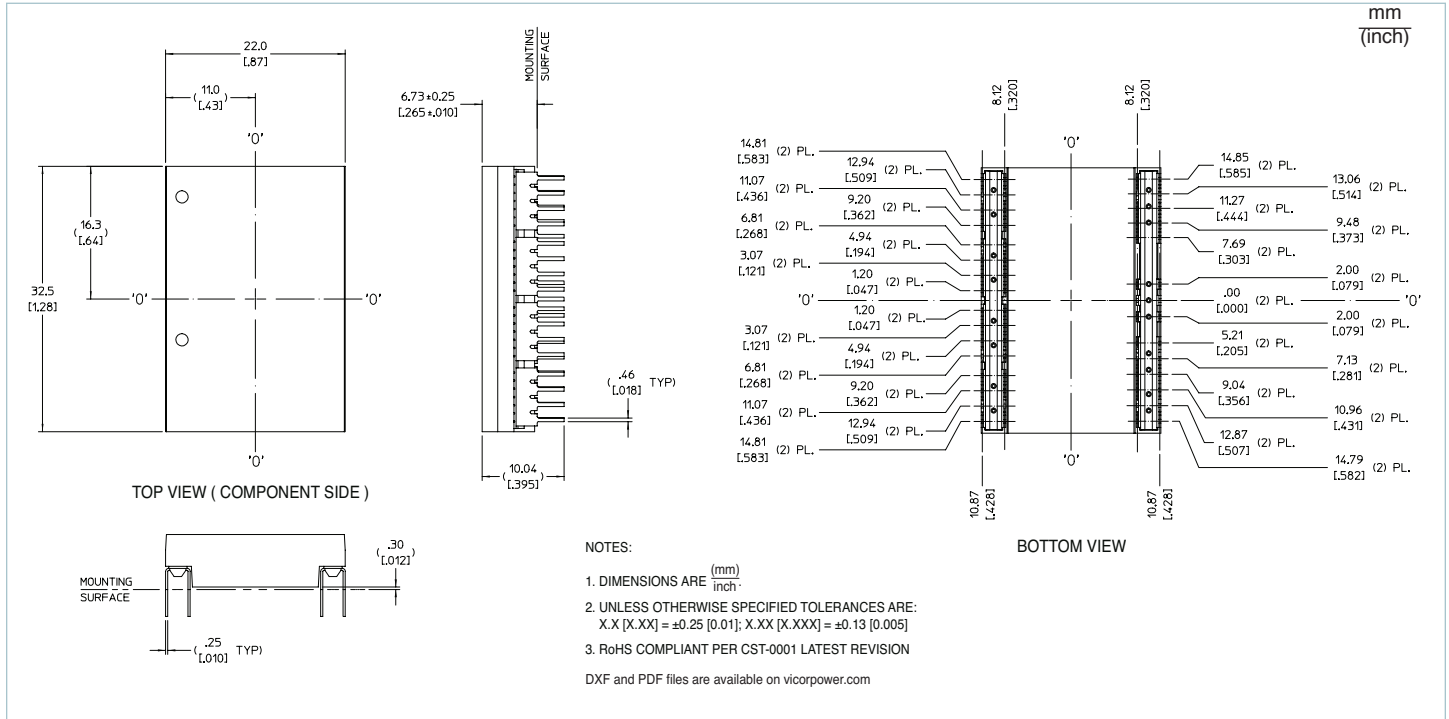 mm
(inch)
22.0
[.87]
(11.0)
[.43]
'0'
16.3
(.64)
32.5
[1.28]
'0'
'0'
'0'
TOP VIEW ( COMPONENT SIDE )
6.73±0.25
[.265±.010]
MOUNTING
SURFACE
(.46 TYP)
[.018]
(10.04)
[.395]
MOUNTING
SURFACE
(.30)
[.012]
(.25 TYP)
[.010]
8.12
[.320]
8.12
[.320]
'0'
14.81 (2) PL.
[.583]
12.94 (2) PL.
[.509]
11.07 (2) PL.
[.436]
9.20 (2) PL.
[.362]
6.81 (2) PL.
[.268]
4.94 (2) PL.
[.194]
3.07 (2) PL.
[.121]
1.20 (2) PL.
[.047]
'0'
1.20 (2) PL.
[.047]
3.07 (2) PL.
[.121]
4.94 (2) PL.
[.194]
6.81 (2) PL.
[.268]
9.20 (2) PL.
[.362]
11.07 (2) PL.
[.436]
12.94 (2) PL.
[.509]
14.81 (2) PL.
[.583]
14.85 (2) PL.
[.585]
13.06 (2) PL.
[.514]
11.27 (2) PL.
[.444]
9.48 (2) PL.
[.373]
7.69 (2) PL.
[.303]
2.00 (2) PL.
[.079]
.00 (2) PL.
[.000]
'0'
2.00 (2) PL.
[.079]
5.21 (2) PL.
[.205]
7.13 (2) PL.
[.281]
9.04 (2) PL.
[.356]
10.96 (2) PL.
[.431]
12.87 (2) PL.
[.507]
14.79 (2) PL.
[.582]
'0'
10.87
[.428]
10.87
[.428]
BOTTOM VIEW
NOTES:
1. DIMENSIONS ARE (mm)
inch.
2. UNLESS OTHERWISE SPECIFIED TOLERANCES ARE:
X.X [X.XX] = ±0.25 [0.01]; X.XX [X.XXX] = ±0.13 [0.005]
3. RoHS COMPLIANT PER CST-0001 LATEST REVISION
DXF and PDF files are available on vicorpower.com